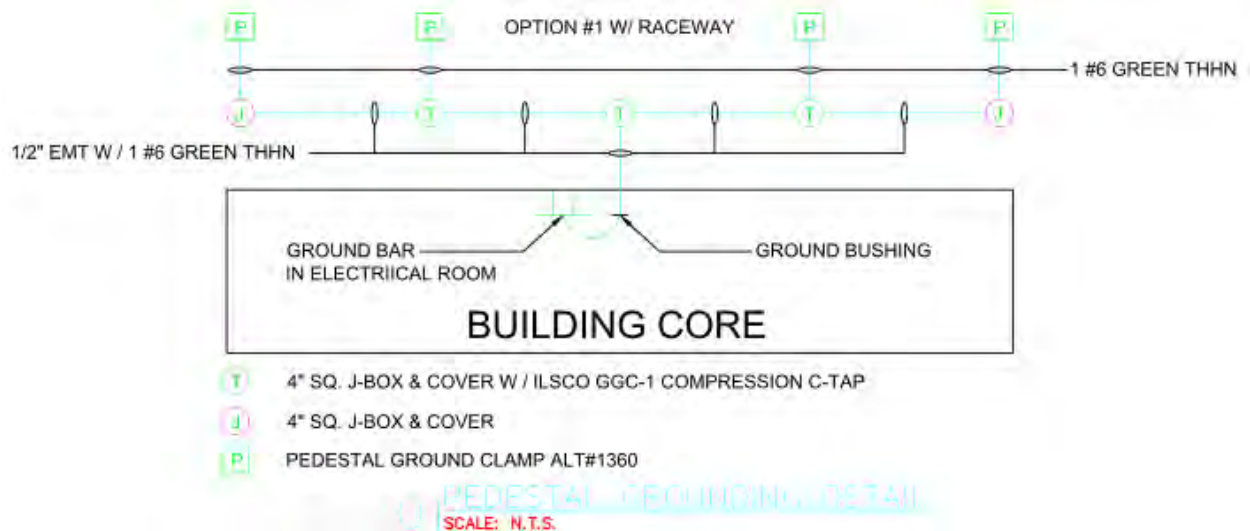 P P OPTION #1 W/ RACEWAY P P
1 #6 GREEN THHN
J T T T J
1/2" EMT W / 1 #6 GREEN THHN
GROUND BAR
IN ELECTRIICAL ROOM
GROUND BUSHING
BUILDING CORE
T 4" SQ. J-BOX & COVER W / ILSCO GGC-1 COMPRESSION C-TAP
J 4" SQ. J-BOX & COVER
P PEDESTAL GROUND CLAMP ALT#1360
PEDESTAL GROUNDING DETAIL
SCALE: N.T.S.